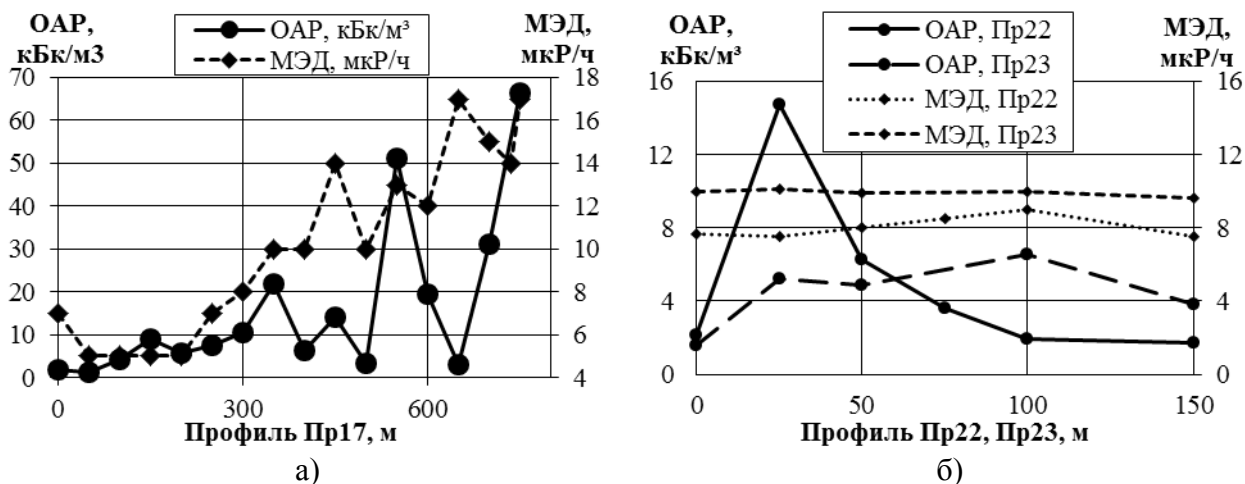 ОАР,
кБк/м3
ОАР, кБк/м³
МЭД, мкР/ч
МЭД,
мкР/ч
70
60
50
40
30
20
10
0
18
16
14
12
10
8
6
4
0
300
600
Профиль Пр17, м
а)
ОАР,
кБк/м³
ОАР, Пр22
ОАР, Пр23
МЭД, Пр22
МЭД, Пр23
МЭД,
мкР/ч
16
12
8
4
0
16
12
8
4
0
0
50
100
150
Профиль Пр22, Пр23, м
б)